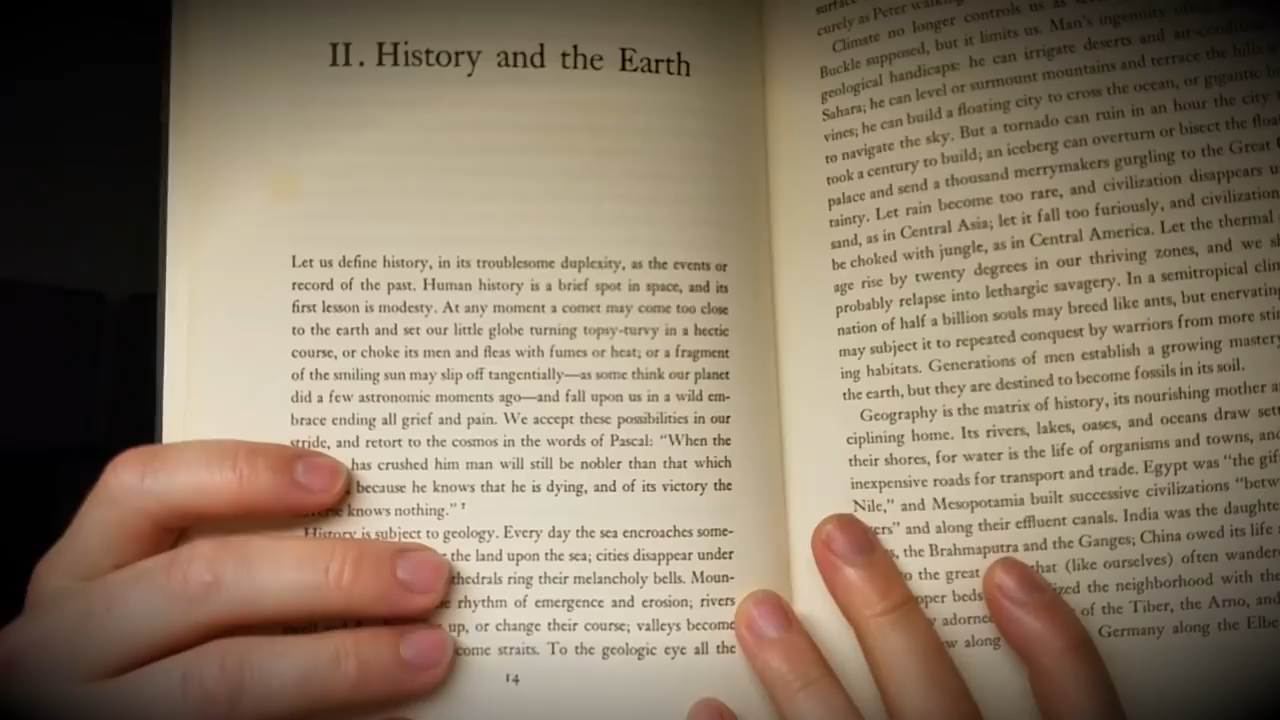 II. History and the Earth
Let us define history, in its troublesome duplexity, as the events or
record of the past. Human history is a brief spot in space, and its
first lesson is modesty. At any moment a comet may come too close
to the earth and set our little globe turning topsy-turvy in a hectic
course, or choke its men and fleas with fumes or heat; or a fragment
of the smiling sun may slip off tangentially—as some think our planet
did a few astronomic moments ago—and fall upon us in a wild em-
brace ending all grief and pain. We accept these possibilities in our
stride, and retort to the cosmos in the words of Pascal: “When the
has crushed him man will still be nobler than that which
because he knows that he is dying, and of its victory the
knows nothing.” 1
History is subject to geology. Every day the sea encroaches some-
the land upon the sea; cities disappear under
thedrals ring their melancholy bells. Moun-
rhythm of emergence and erosion; rivers
up, or change their course; valleys become
come straits. To the geologic eye all the
14
surface
curely as Peter
Climate no longer controls us as
Buckle supposed, but it limits us. Man’s ingenuity
geological handicaps: he can irrigate deserts and air-condition
Sahara; he can level or surmount mountains and terrace the hills
vines; he can build a floating city to cross the ocean, or gigantic
to navigate the sky. But a tornado can ruin in an hour the city
took a century to build; an iceberg can overturn or bisect the floa
palace and send a thousand merrymakers gurgling to the Great
tainty. Let rain become too rare, and civilization disappears u
sand, as in Central Asia; let it fall too furiously, and civilization
be choked with jungle, as in Central America. Let the thermal
age rise by twenty degrees in our thriving zones, and we s
probably relapse into lethargic savagery. In a semitropical clim
nation of half a billion souls may breed like ants, but enervating
may subject it to repeated conquest by warriors from more stim
ing habitats. Generations of men establish a growing mastery
the earth, but they are destined to become fossils in its soil.
Geography is the matrix of history, its nourishing mother a
ciplining home. Its rivers, lakes, oases, and oceans draw sett
their shores, for water is the life of organisms and towns, and
inexpensive roads for transport and trade. Egypt was “the gif
Nile,” and Mesopotamia built successive civilizations “betw
ers” and along their effluent canals. India was the daughte
the Brahmaputra and the Ganges; China owed its life
o the great that (like ourselves) often wander
pper beds ized the neighborhood with the
adorne of the Tiber, the Arno, and
w along Germany along the Elbe